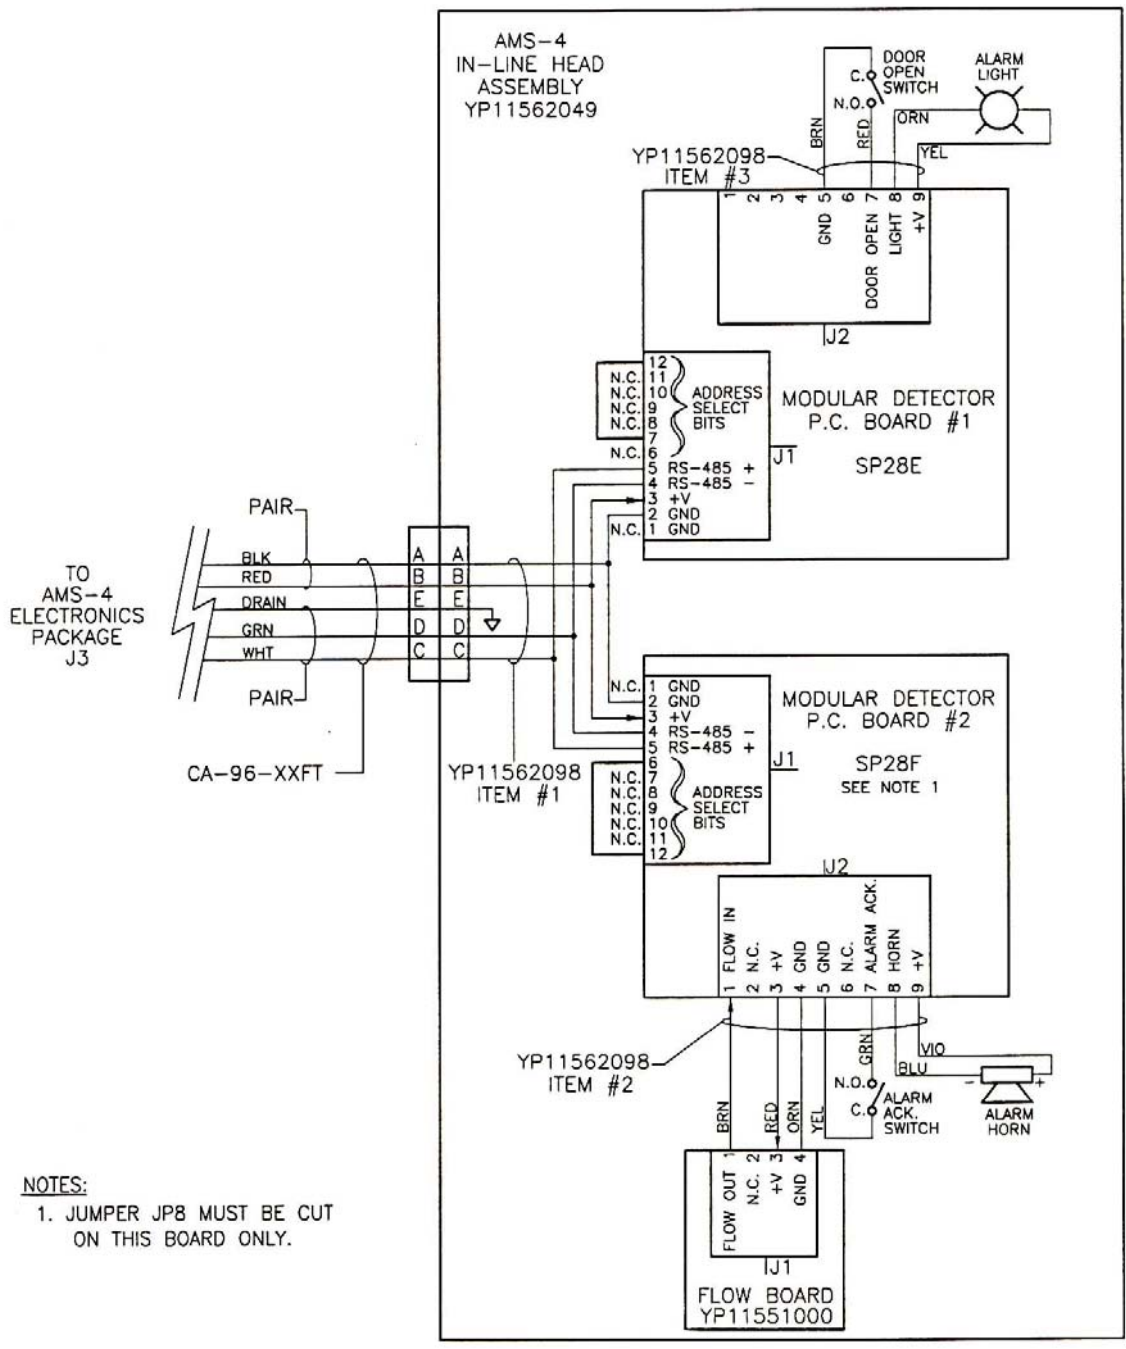 AMS-4
IN-LINE HEAD
ASSEMBLY
YP11562049
DOOR
OPEN
SWITCH
C.
N.O.
ALARM
LIGHT
BRN
RED
ORN
YEL
YP11562098
ITEM #3
1
2
3
4
5 GND
6
7 DOOR OPEN
8 LIGHT
9 +V
J2
12
N.C. 11
N.C. 10
N.C. 9
N.C. 8
7
N.C. 6
ADDRESS
SELECT
BITS
5 RS-485 +
4 RS-485 -
3 +V
2 GND
N.C. 1 GND
J1
MODULAR DETECTOR
P.C. BOARD #1
SP28E
PAIR
BLK
RED
DRAIN
GRN
WHT
PAIR
TO
AMS-4
ELECTRONICS
PACKAGE
J3
A A
B B
E E
D D
C C
CA-96-XXFT
YP11562098
ITEM #1
N.C. 1 GND
2 GND
3 +V
4 RS-485 -
5 RS-485 +
6
N.C. 7
N.C. 8
N.C. 9
N.C. 10
N.C. 11
12
ADDRESS
SELECT
BITS
J1
MODULAR DETECTOR
P.C. BOARD #2
SP28F
SEE NOTE 1
J2
1 FLOW IN
2 N.C.
3 +V
4 GND
5 GND
6 N.C.
7 ALARM ACK.
8 HORN
9 +V
YP11562098
ITEM #2
BRN
RED
ORN
YEL
GRN
BLU
VIO
N.O.
C.
ALARM
ACK.
SWITCH
- +
ALARM
HORN
FLOW OUT 1
N.C. 2
+V 3
GND 4
J1
FLOW BOARD
YP11551000
NOTES:
1. JUMPER JP8 MUST BE CUT
ON THIS BOARD ONLY.